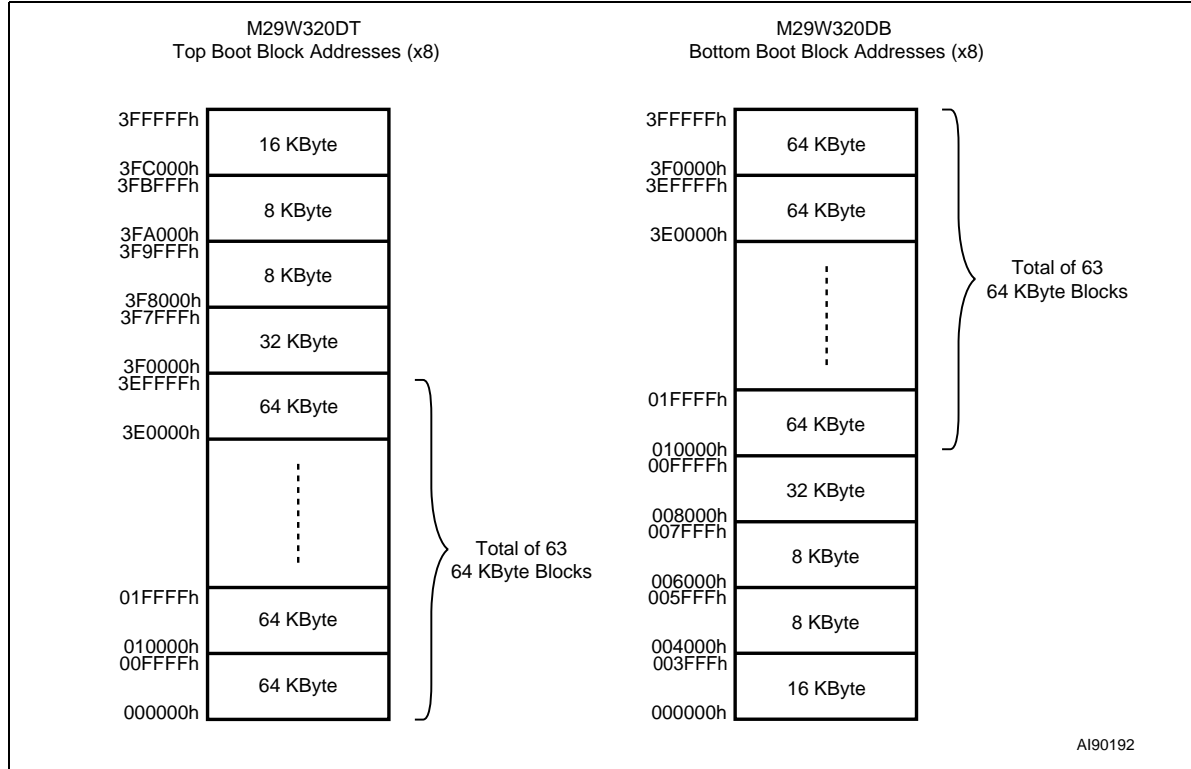 M29W320DT
Top Boot Block Addresses (x8)
3FFFFFh
16 KByte
3FC000h
3FBFFFh
8 KByte
3FA000h
3F9FFFh
8 KByte
3F8000h
3F7FFFh
32 KByte
3F0000h
3EFFFFh
64 KByte
3E0000h
Total of 63
64 KByte Blocks
01FFFFh
64 KByte
010000h
00FFFFh
64 KByte
000000h
M29W320DB
Bottom Boot Block Addresses (x8)
3FFFFFh
64 KByte
3F0000h
3EFFFFh
64 KByte
3E0000h
Total of 63
64 KByte Blocks
01FFFFh
64 KByte
010000h
00FFFFh
32 KByte
008000h
007FFFh
8 KByte
006000h
005FFFh
8 KByte
004000h
003FFFh
16 KByte
000000h
AI90192